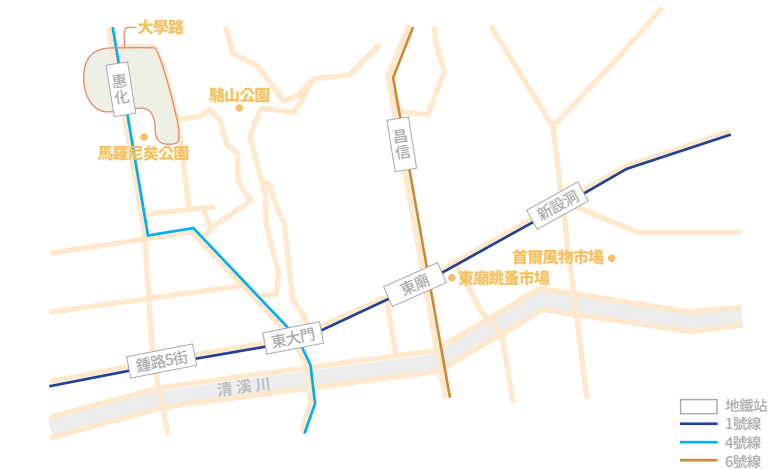 大學路
惠化
駱山公園
馬羅尼矣公園
昌信
新設洞
首爾風物市場
東廟
東廟跳蚤市場
東大門
鍾路5街
清溪川
地鐵站
1號線
4號線
6號線